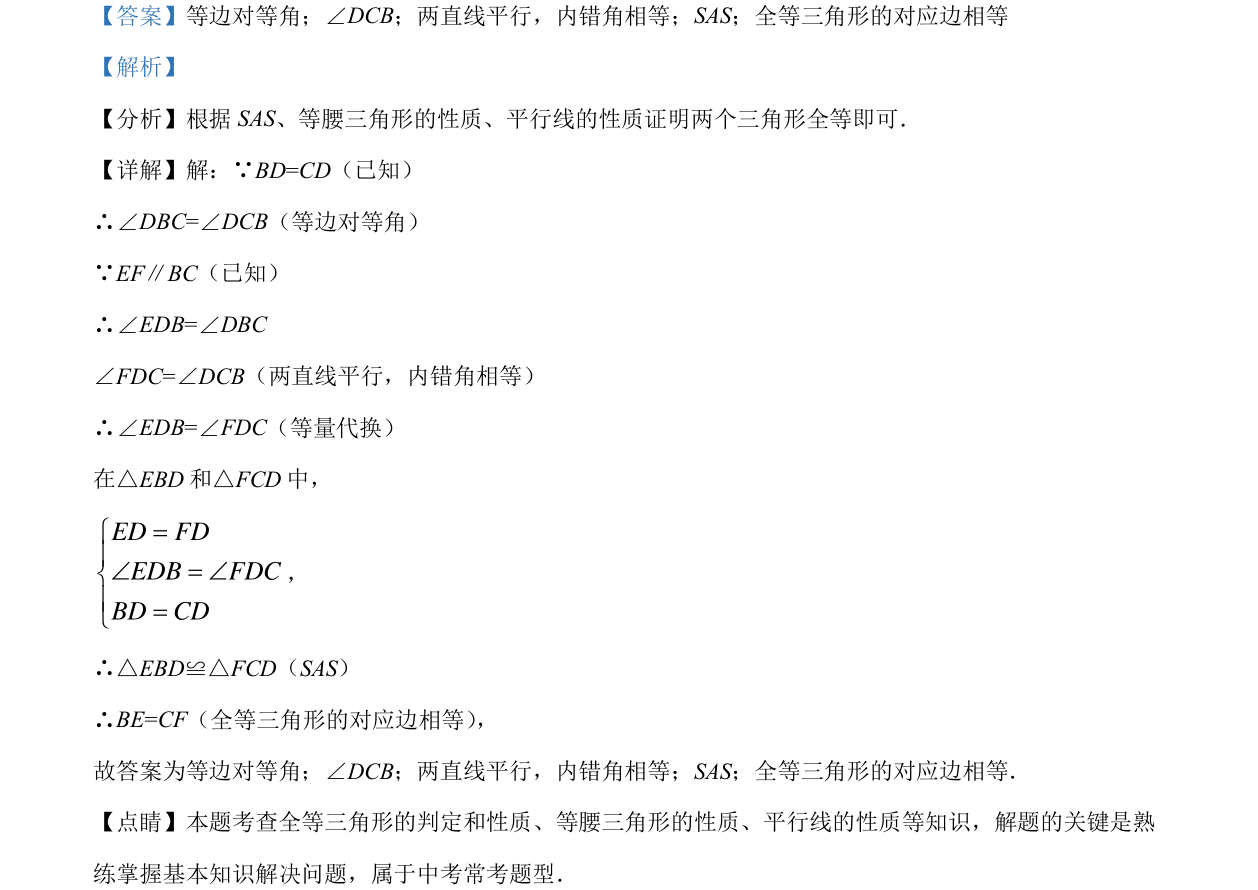 【答案】等边对等角；∠DCB；两直线平行，内错角相等；SAS；全等三角形的对应边相等
【解析】
【分析】根据 SAS、等腰三角形的性质、平行线的性质证明两个三角形全等即可．
【详解】解：∵BD=CD（已知）
∴∠DBC=∠DCB（等边对等角）
∵EF∥BC（已知）
∴∠EDB=∠DBC
∠FDC=∠DCB（两直线平行，内错角相等）
∴∠EDB=∠FDC（等量代换）
在△EBD 和△FCD 中，
ED = FD
∠EDB = ∠FDC ，
BD = CD
∴△EBD≌△FCD（SAS）
∴BE=CF（全等三角形的对应边相等），
故答案为等边对等角；∠DCB；两直线平行，内错角相等；SAS；全等三角形的对应边相等．
【点睛】本题考查全等三角形的判定和性质、等腰三角形的性质、平行线的性质等知识，解题的关键是熟
练掌握基本知识解决问题，属于中考常考题型．